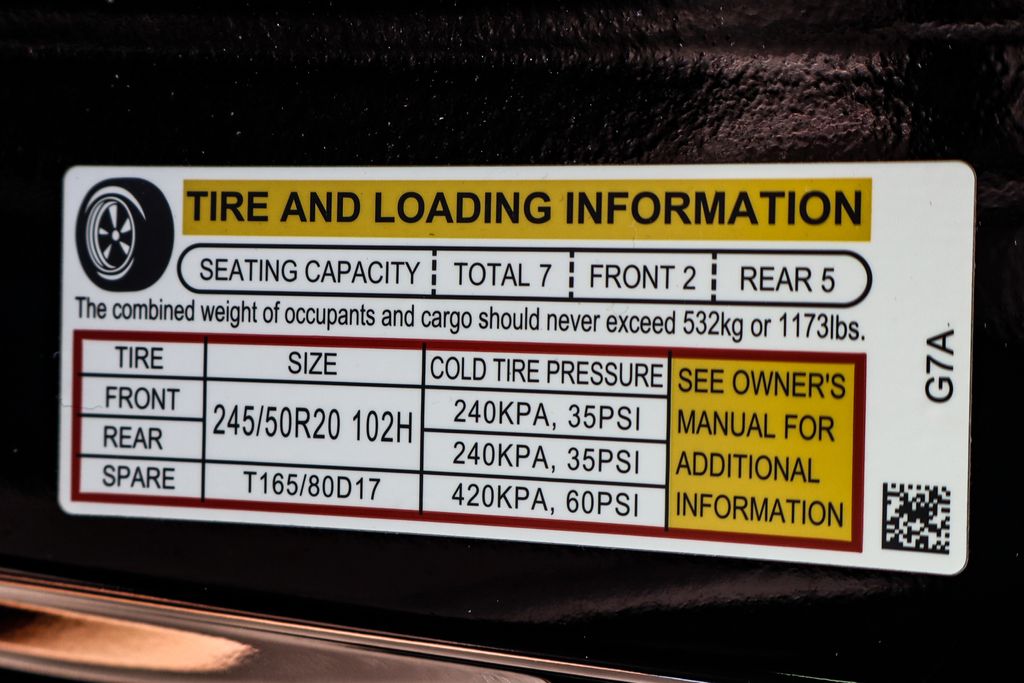 TIRE AND LOADING INFORMATION
SEATING CAPACITY TOTAL 7 FRONT 2 REAR 5
The combined weight of occupants and cargo should never exceed 532kg or 1173lbs.
TIRE SIZE COLD TIRE PRESSURE
FRONT 245/50R20 102H 240KPA, 35PSI
REAR 240KPA, 35PSI
SPARE T165/80D17 420KPA, 60PSI
SEE OWNER'S
MANUAL FOR
ADDITIONAL
INFORMATION
G7A